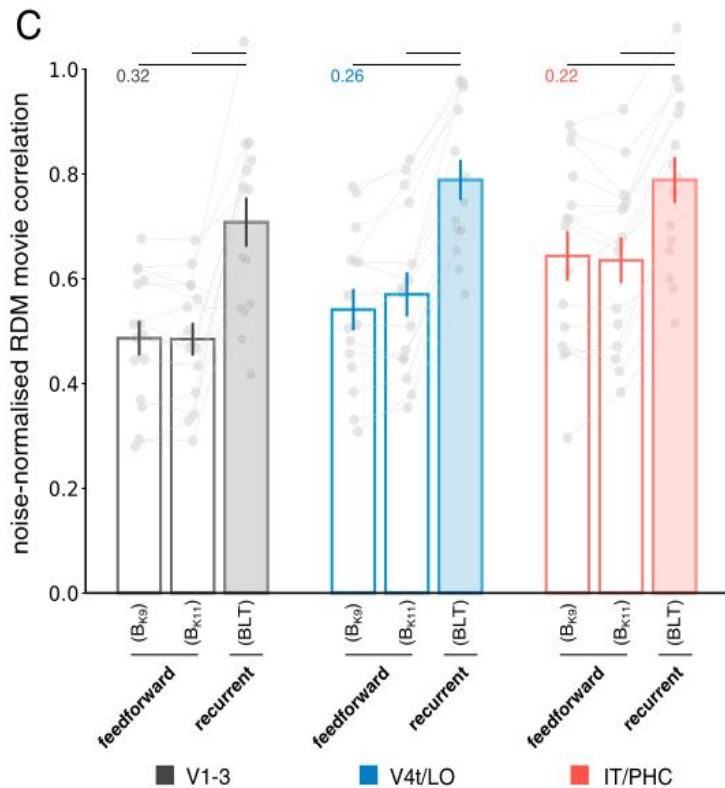 C
noise-normalised RDM movie correlation
1.0
0.8
0.6
0.4
0.2
0.0
0.32
0.26
0.22
(BK9)
(BK11)
(BLT)
(BK9)
(BK11)
(BLT)
(BK9)
(BK11)
(BLT)
feedforward
recurrent
feedforward
recurrent
feedforward
recurrent
V1-3
V4t/LO
IT/PHC